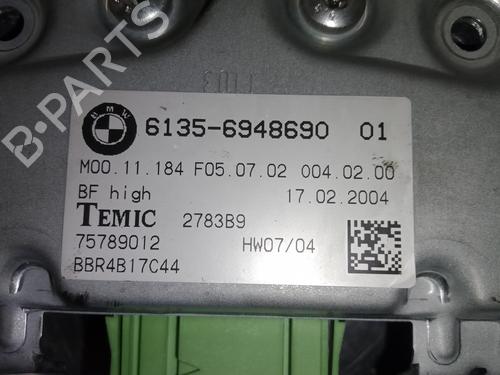 BMW
6135-6948690 01
M00.11.184 F05.07.02 004.02.00
BF high 17.02.2004
TEMIC 2783B9
75789012 HW07/04
BBR4B17C44
B-PARTS